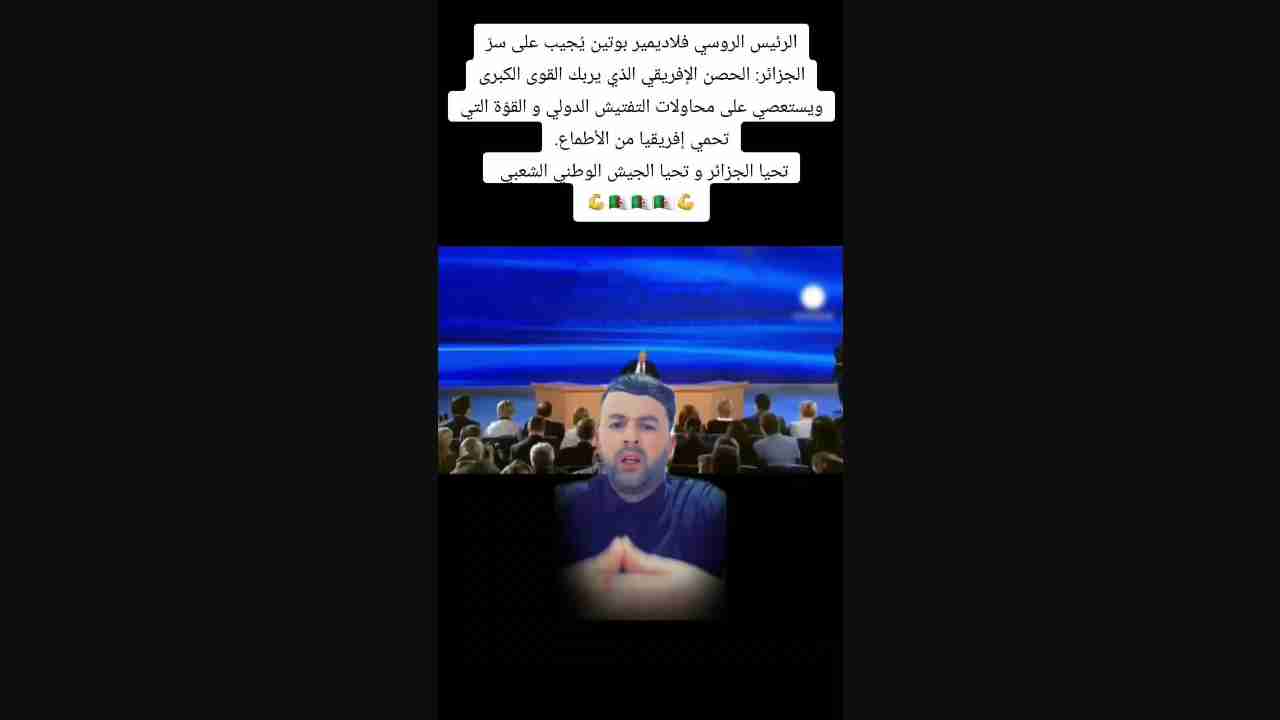 الرئيس الروسي فلاديمير بوتين يُجيب على سرّ
الجزائر: الحصن الإفريقي الذي يربك القوى الكبرى
ويستعصي على محاولات التفتيش الدولي و القوّة التي
تحمي إفريقيا من الأطماع.
تحيا الجزائر و تحيا الجيش الوطني الشعبي
💪🇩🇿🇩🇿🇩🇿💪